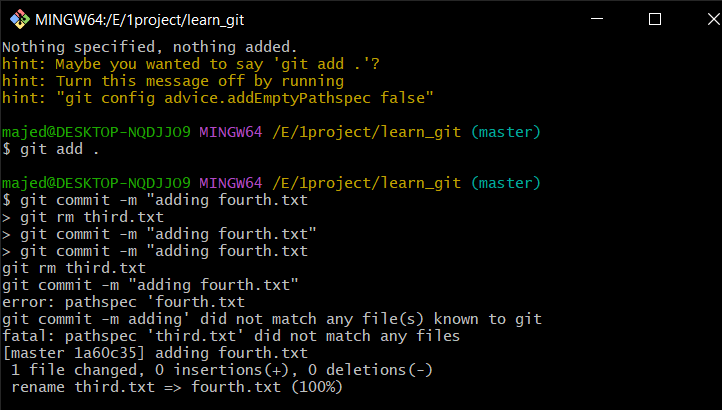 MINGW64:/E/1project/learn_git
Nothing specified, nothing added.
hint: Maybe you wanted to say 'git add .'?
hint: Turn this message off by running
hint: "git config advice.addEmptyPathspec false"
majed@DESKTOP-NQDJJO9 MINGW64 /E/1project/learn_git (master)
$ git add .
majed@DESKTOP-NQDJJO9 MINGW64 /E/1project/learn_git (master)
$ git commit -m "adding fourth.txt
> git rm third.txt
> git commit -m "adding fourth.txt"
> git commit -m "adding fourth.txt
git rm third.txt
git commit -m "adding fourth.txt"
error: pathspec 'fourth.txt
git commit -m adding' did not match any file(s) known to git
fatal: pathspec 'third.txt' did not match any files
[master 1a60c35] adding fourth.txt
 1 file changed, 0 insertions(+), 0 deletions(-)
 rename third.txt => fourth.txt (100%)